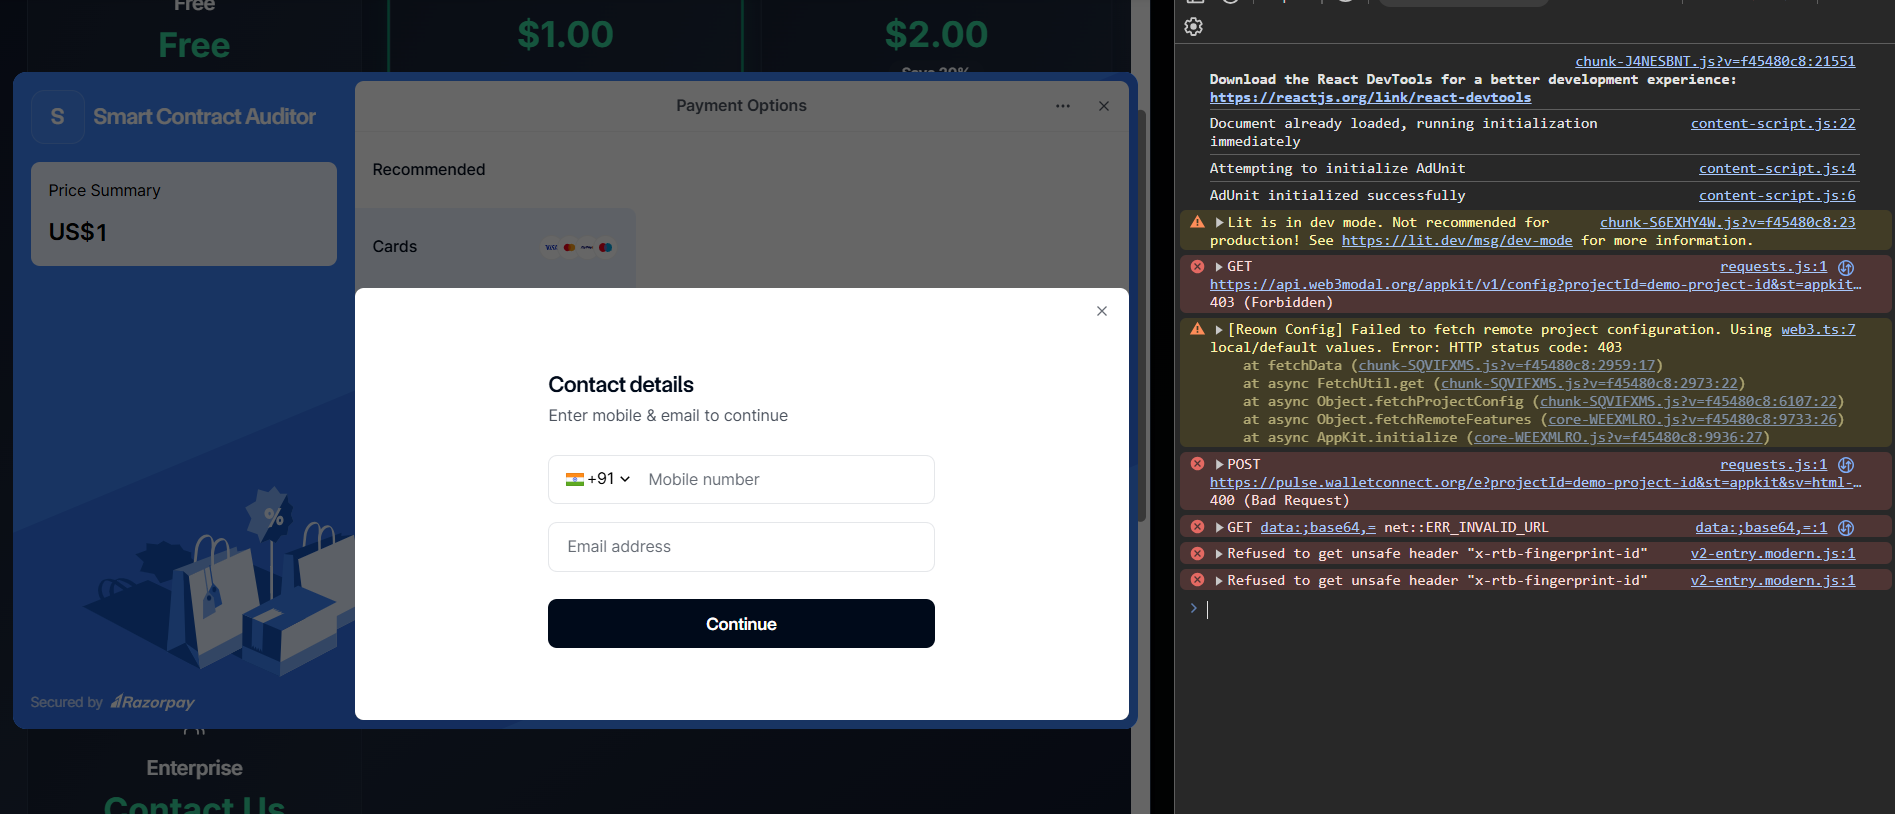 Free
Free
$1.00
$2.00
Save 20%
S
Smart Contract Auditor
Price Summary
US$1
Payment Options
Recommended
Cards
VISA
Contact details
Enter mobile & email to continue
+91
Mobile number
Email address
Continue
Secured by Razorpay
Enterprise
Contact Us
chunk-J4NESBNT.js?v=f45480c8:21551
Download the React DevTools for a better development experience:
https://reactjs.org/link/react-devtools
Document already loaded, running initialization content-script.js:22
immediately
Attempting to initialize AdUnit content-script.js:4
AdUnit initialized successfully content-script.js:6
Lit is in dev mode. Not recommended for chunk-S6EXHY4W.js?v=f45480c8:23
production! See https://lit.dev/msg/dev-mode for more information.
GET requests.js:1
https://api.web3modal.org/appkit/v1/config?projectId=demo-project-id&st=appkit…
403 (Forbidden)
[Reown Config] Failed to fetch remote project configuration. Using web3.ts:7
local/default values. Error: HTTP status code: 403
at fetchData (chunk-SQVIFXMS.js?v=f45480c8:2959:17)
at async FetchUtil.get (chunk-SQVIFXMS.js?v=f45480c8:2973:22)
at async Object.fetchProjectConfig (chunk-SQVIFXMS.js?v=f45480c8:6107:22)
at async Object.fetchRemoteFeatures (core-WEEXMLRO.js?v=f45480c8:9733:26)
at async AppKit.initialize (core-WEEXMLRO.js?v=f45480c8:9936:27)
POST requests.js:1
https://pulse.walletconnect.org/e?projectId=demo-project-id&st=appkit&sv=html-…
400 (Bad Request)
GET data:;base64,= net::ERR_INVALID_URL data:;base64,=:1
Refused to get unsafe header "x-rtb-fingerprint-id" v2-entry.modern.js:1
Refused to get unsafe header "x-rtb-fingerprint-id" v2-entry.modern.js:1